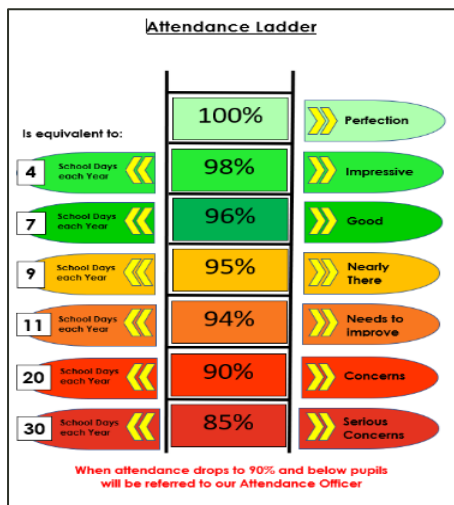 Attendance Ladder
100%
Perfection
Is equivalent to:
4
School Days
each Year
98%
Impressive
7
School Days
each Year
96%
Good
9
School Days
each Year
95%
Nearly
There
11
School Days
each Year
94%
Needs to
improve
20
School Days
each Year
90%
Concerns
30
School Days
each Year
85%
Serious
Concerns
When attendance drops to 90% and below pupils
will be referred to our Attendance Officer